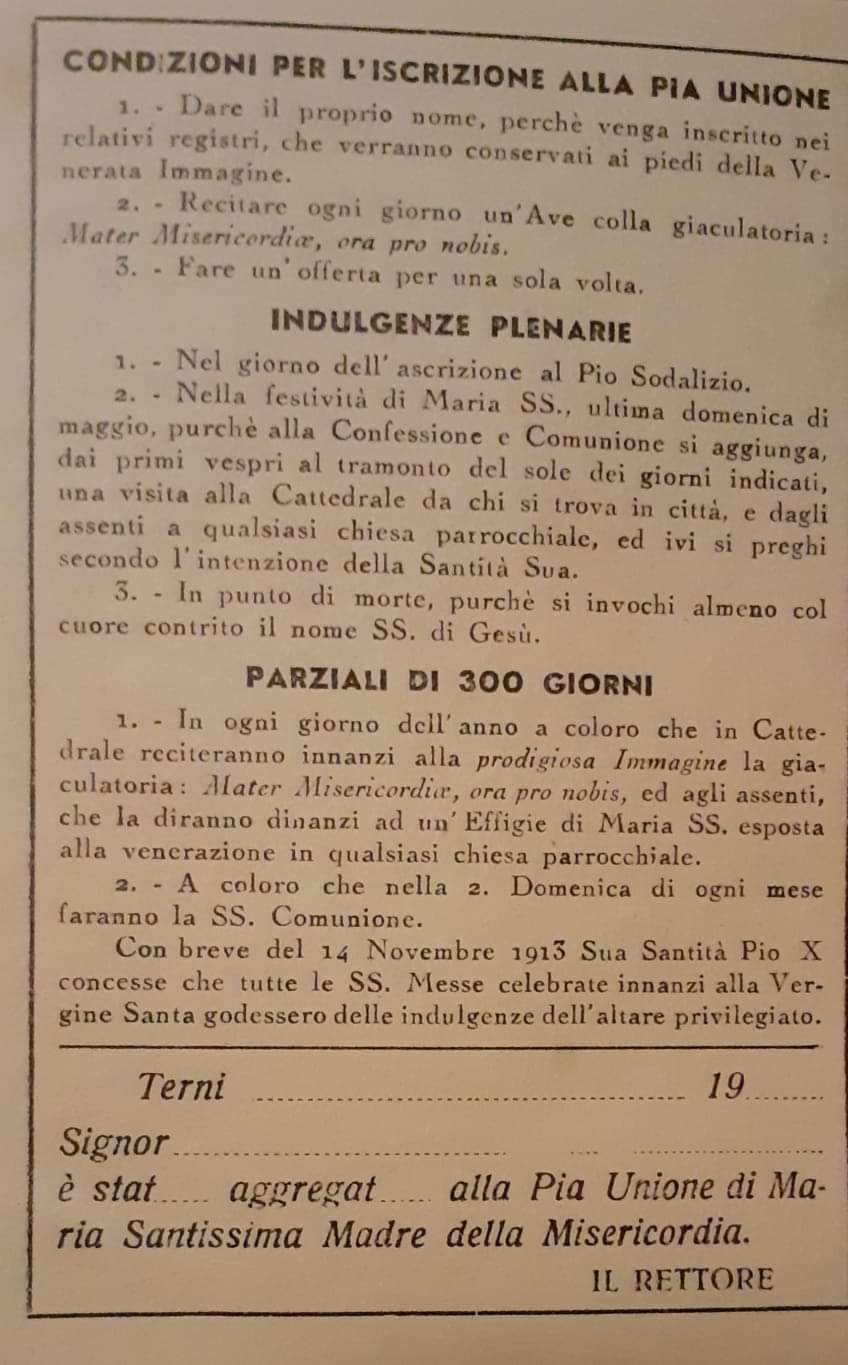 CONDIZIONI PER L'ISCRIZIONE ALLA PIA UNIONE
1. - Dare il proprio nome, perchè venga inscritto nei
relativi registri, che verranno conservati ai piedi della Ve-
nerata Immagine.
2. - Recitare ogni giorno un'Ave colla giaculatoria :
Mater Misericordiæ, ora pro nobis.
3. - Fare un'offerta per una sola volta.
INDULGENZE PLENARIE
1. - Nel giorno dell'ascrizione al Pio Sodalizio.
2. - Nella festività di Maria SS., ultima domenica di
maggio, purchè alla Confessione e Comunione si aggiunga,
dai primi vespri al tramonto del sole dei giorni indicati,
una visita alla Cattedrale da chi si trova in città, e dagli
assenti a qualsiasi chiesa parrocchiale, ed ivi si preghi
secondo l'intenzione della Santità Sua.
3. - In punto di morte, purchè si invochi almeno col
cuore contrito il nome SS. di Gesù.
PARZIALI DI 300 GIORNI
1. - In ogni giorno dell'anno a coloro che in Catte-
drale reciteranno innanzi alla prodigiosa Immagine la gia-
culatoria : Mater Misericordiæ, ora pro nobis, ed agli assenti,
che la diranno dinanzi ad un'Effigie di Maria SS. esposta
alla venerazione in qualsiasi chiesa parrocchiale.
2. - A coloro che nella 2. Domenica di ogni mese
faranno la SS. Comunione.
Con breve del 14 Novembre 1913 Sua Santità Pio X
concesse che tutte le SS. Messe celebrate innanzi alla Ver-
gine Santa godessero delle indulgenze dell'altare privilegiato.
Terni ........................................ 19........
Signor........................................ .... ....................
è stat..... aggregat..... alla Pia Unione di Ma-
ria Santissima Madre della Misericordia.
IL RETTORE